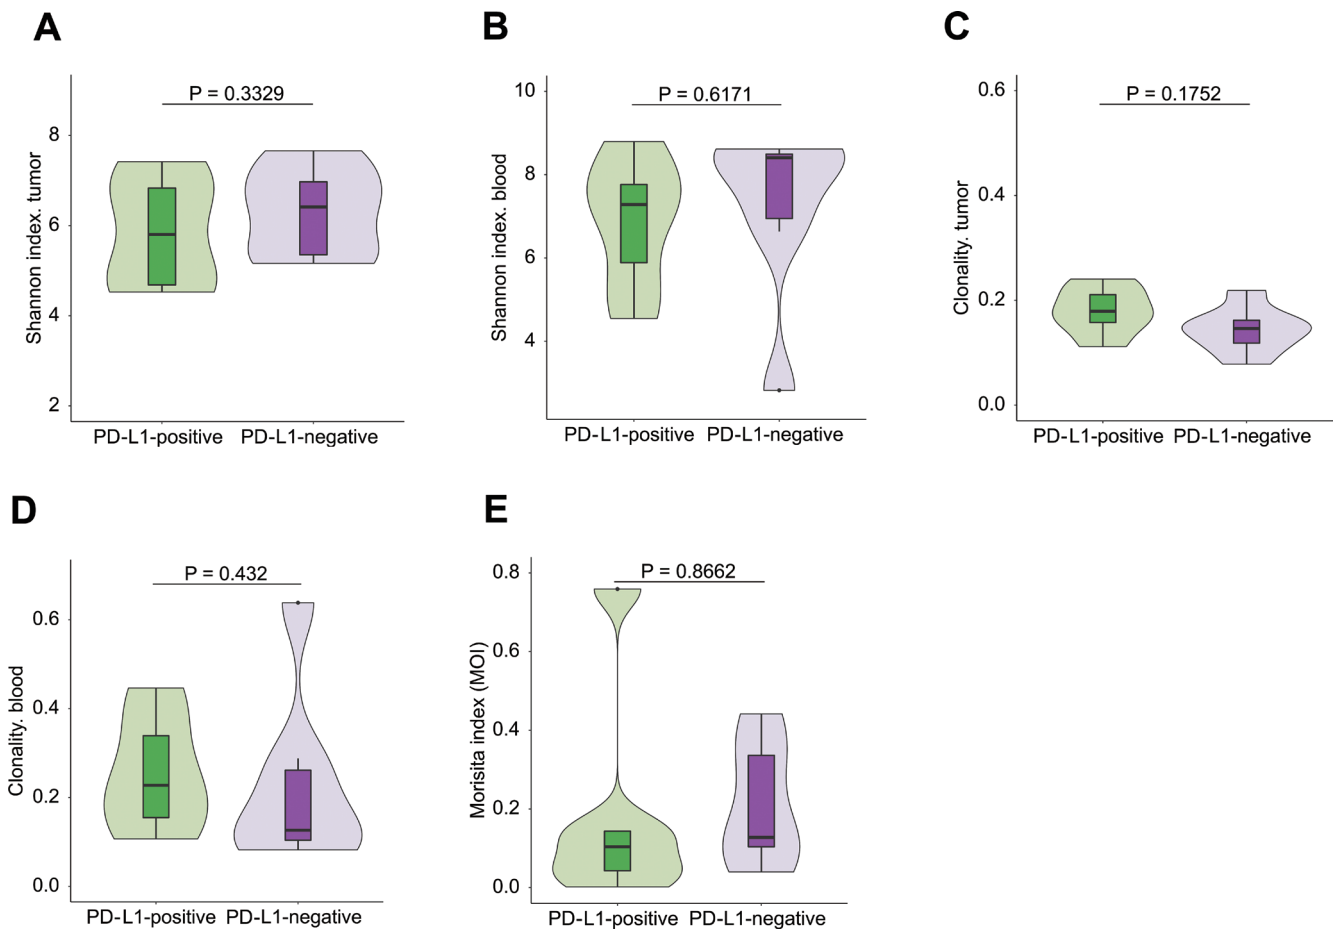 A
P = 0.3329
Shannon index. tumor
8
6
4
2
PD-L1-positive PD-L1-negative
B
P = 0.6171
Shannon index. blood
10
8
6
4
PD-L1-positive PD-L1-negative
C
P = 0.1752
Clonality. tumor
0.6
0.4
0.2
0.0
PD-L1-positive PD-L1-negative
D
P = 0.432
Clonality. blood
0.6
0.4
0.2
0.0
PD-L1-positive PD-L1-negative
E
P = 0.8662
Morisita index (MOI)
0.8
0.6
0.4
0.2
0.0
PD-L1-positive PD-L1-negative